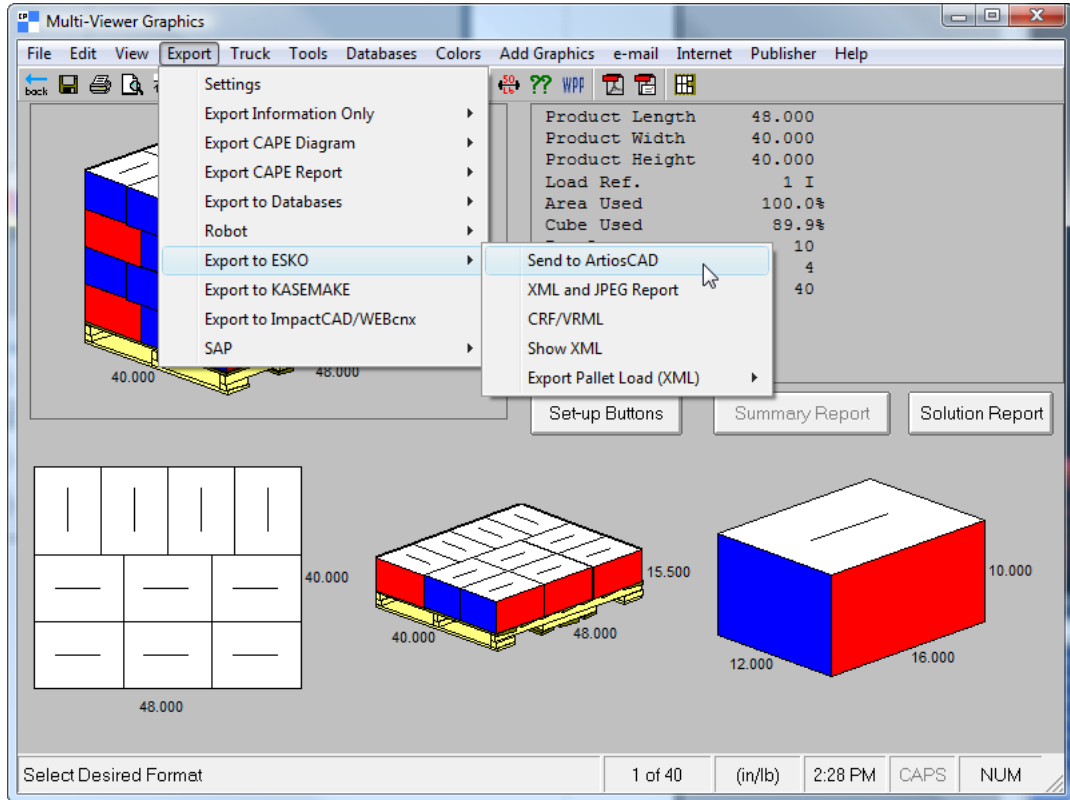 CP Multi-Viewer Graphics
File Edit View Export Truck Tools Databases Colors Add Graphics e-mail Internet Publisher Help
back 50 LB ?? WPF
Settings
Export Information Only
Export CAPE Diagram
Export CAPE Report
Export to Databases
Robot
Export to ESKO
Export to KASEMAKE
Export to ImpactCAD/WEBcnx
SAP
Send to ArtiosCAD
XML and JPEG Report
CRF/VRML
Show XML
Export Pallet Load (XML)
Product Length 48.000
Product Width 40.000
Product Height 40.000
Load Ref. 1 I
Area Used 100.0%
Cube Used 89.9%
10
4
40
40.000 48.000
Set-up Buttons Summary Report Solution Report
40.000
48.000
15.500
40.000 48.000
10.000
12.000 16.000
Select Desired Format 1 of 40 (in/lb) 2:28 PM CAPS NUM